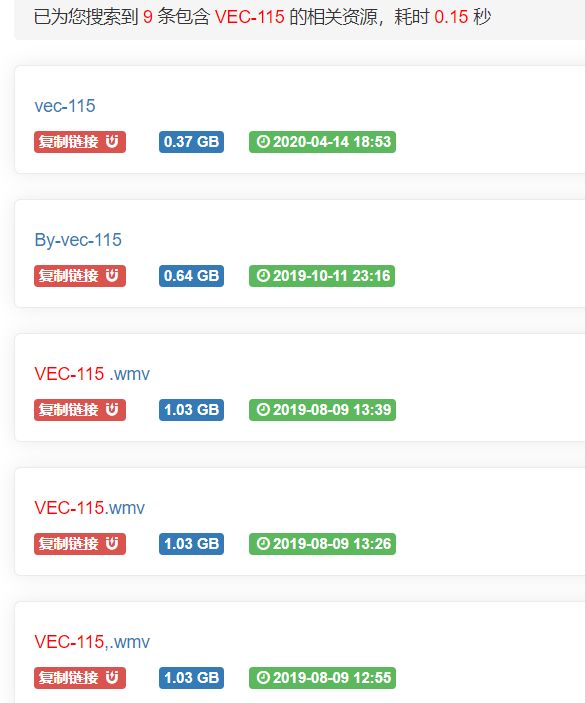 已为您搜索到 9 条包含 VEC-115 的相关资源，耗时 0.15 秒
vec-115
复制链接 0.37 GB 2020-04-14 18:53
By-vec-115
复制链接 0.64 GB 2019-10-11 23:16
VEC-115 .wmv
复制链接 1.03 GB 2019-08-09 13:39
VEC-115.wmv
复制链接 1.03 GB 2019-08-09 13:26
VEC-115,.wmv
复制链接 1.03 GB 2019-08-09 12:55